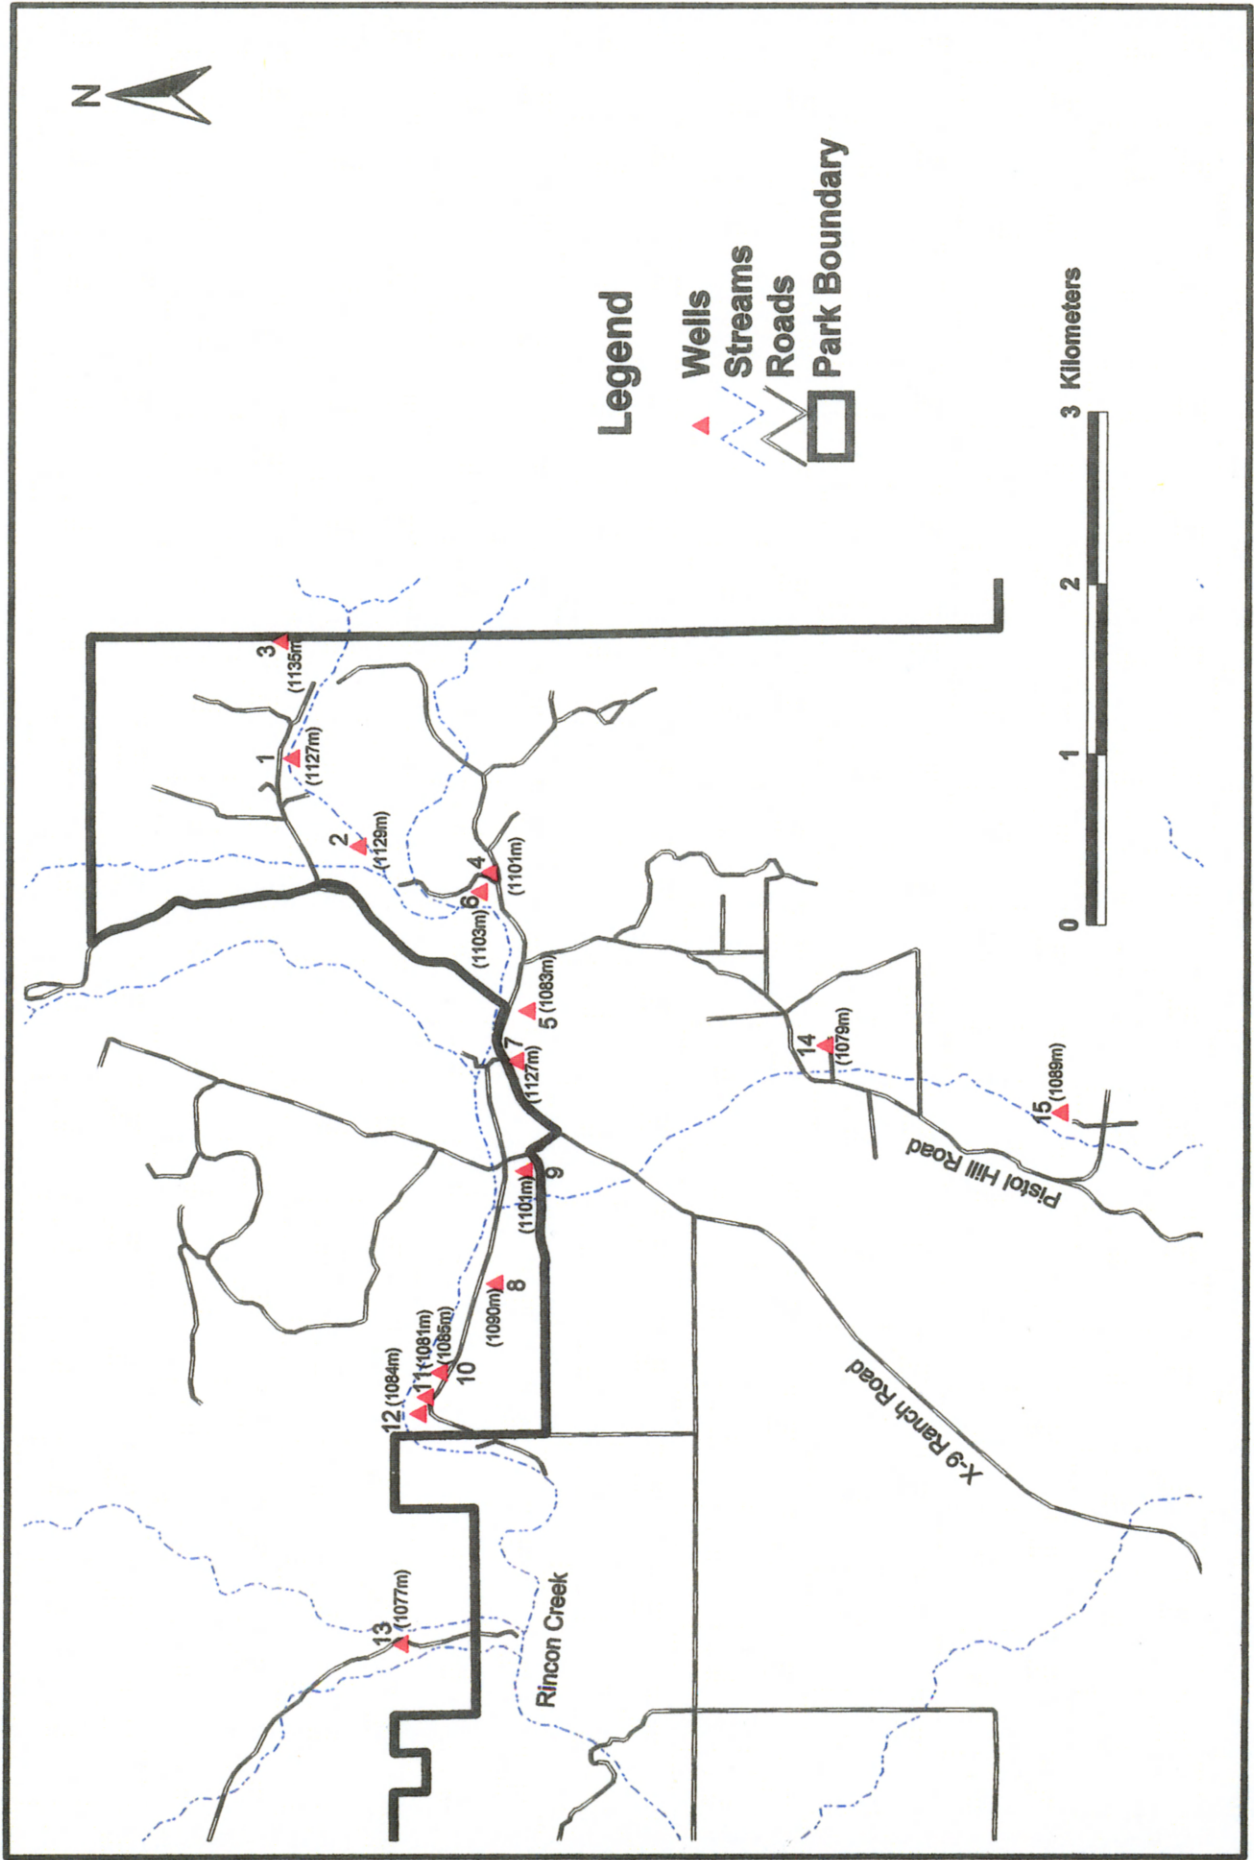 N
3
(1135m
1
(1127m)
2
(1129m)
4
(1101m)
6
(1103m)
5 (1083m)
7
(1127m)
9
(1101m)
8
(1090m)
10
(1085m)
11 (1081m)
12 (1084m)
13
(1077m)
14
(1079m)
15 (1089m)
Rincon Creek
X-9 Ranch Road
Pistol Hill Road
Legend
Wells
Streams
Roads
Park Boundary
0 1 2 3 Kilometers